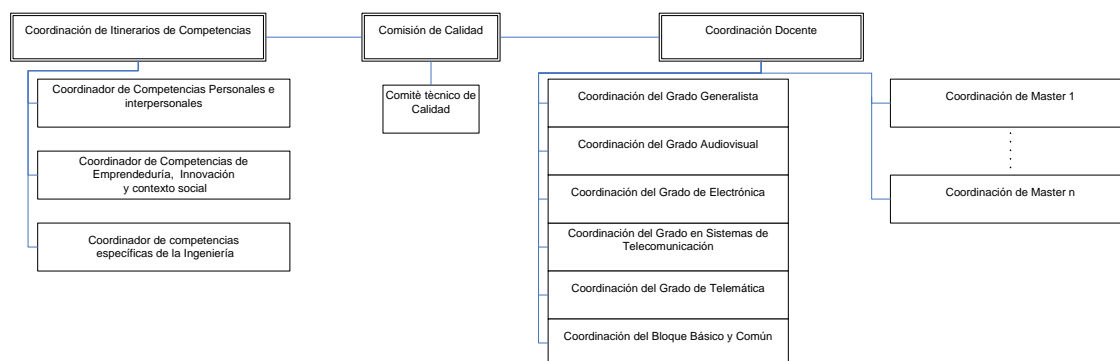 Coordinación de Itinerarios de Competencias
Comisión de Calidad
Coordinación Docente
Coordinador de Competencias Personales e
interpersonales
Coordinador de Competencias de
Emprendeduría, Innovación
y contexto social
Coordinador de competencias
específicas de la Ingeniería
Comitè tècnico de
Calidad
Coordinación del Grado Generalista
Coordinación del Grado Audiovisual
Coordinación del Grado de Electrónica
Coordinación del Grado en Sistemas de
Telecomunicación
Coordinación del Grado de Telemática
Coordinación del Bloque Básico y Común
Coordinación de Master 1
Coordinación de Master n